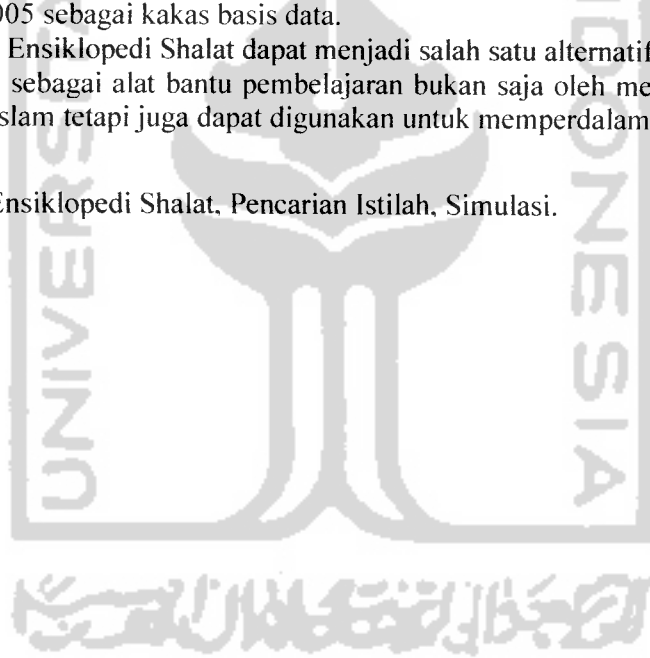 005 sebagai kakas basis data.
Ensiklopedi Shalat dapat menjadi salah satu alternatif
sebagai alat bantu pembelajaran bukan saja oleh me
slam tetapi juga dapat digunakan untuk memperdalam
Ensiklopedi Shalat, Pencarian Istilah, Simulasi.